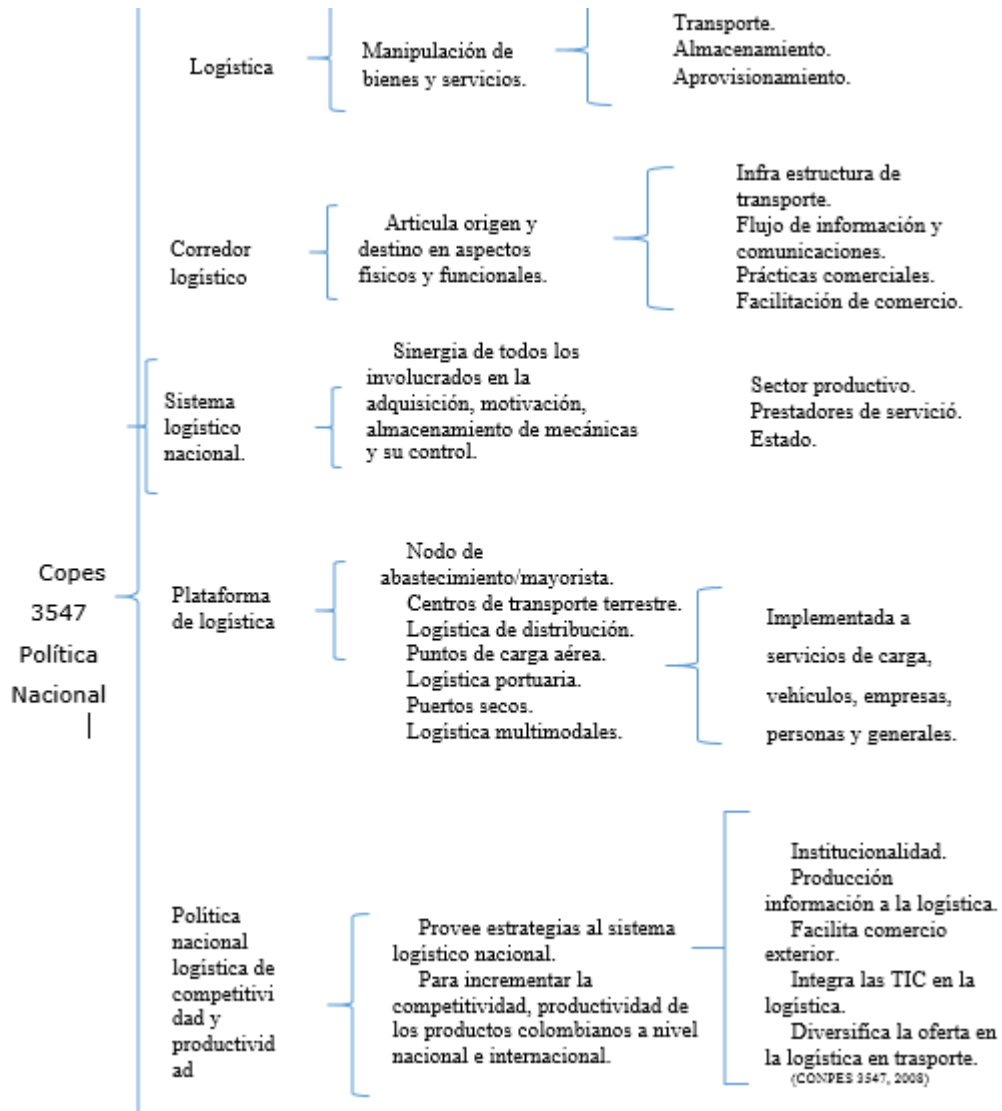 Logística
Manipulación de
bienes y servicios.
Transporte.
Almacenamiento.
Aprovisionamiento.
Corredor
logístico
Articula origen y
destino en aspectos
físicos y funcionales.
Infra estructura de
transporte.
Flujo de información y
comunicaciones.
Prácticas comerciales.
Facilitación de comercio.
Sistema
logístico
nacional.
Sinergia de todos los
involucrados en la
adquisición, motivación,
almacenamiento de mecánicas
y su control.
Sector productivo.
Prestadores de servició.
Estado.
Copes
3547
Política
Nacional
Plataforma
de logística
Nodo de
abastecimiento/mayorista.
Centros de transporte terrestre.
Logística de distribución.
Puntos de carga aérea.
Logística portuaria.
Puertos secos.
Logística multimodales.
Implementada a
servicios de carga,
vehículos, empresas,
personas y generales.
Política
nacional
logística de
competitivi
dad y
productivid
ad
Provee estrategias al sistema
logístico nacional.
Para incrementar la
competitividad, productividad de
los productos colombianos a nivel
nacional e internacional.
Institucionalidad.
Producción
información a la logística.
Facilita comercio
exterior.
Integra las TIC en la
logística.
Diversifica la oferta en
la logística en trasporte.
(CONPES 3547, 2008)